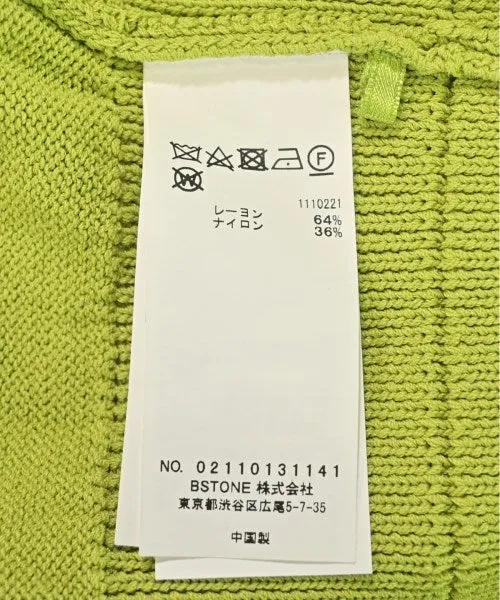 F
W
1110221
レーヨン 64%
ナイロン 36%
NO. 02110131141
BSTONE 株式会社
東京都渋谷区広尾5-7-35
中国製